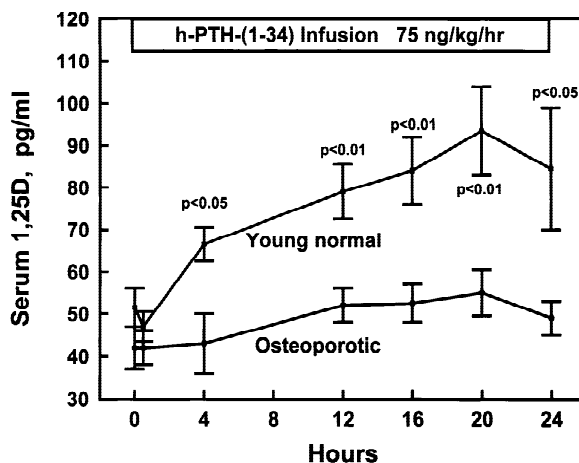 h-PTH-(1-34) Infusion 75 ng/kg/hr
Serum 1,25D, pg/ml
120
110
100
90
80
70
60
50
40
30
p<0.05
p<0.01
p<0.01
p<0.01
p<0.05
Young normal
Osteoporotic
0 4 8 12 16 20 24
Hours